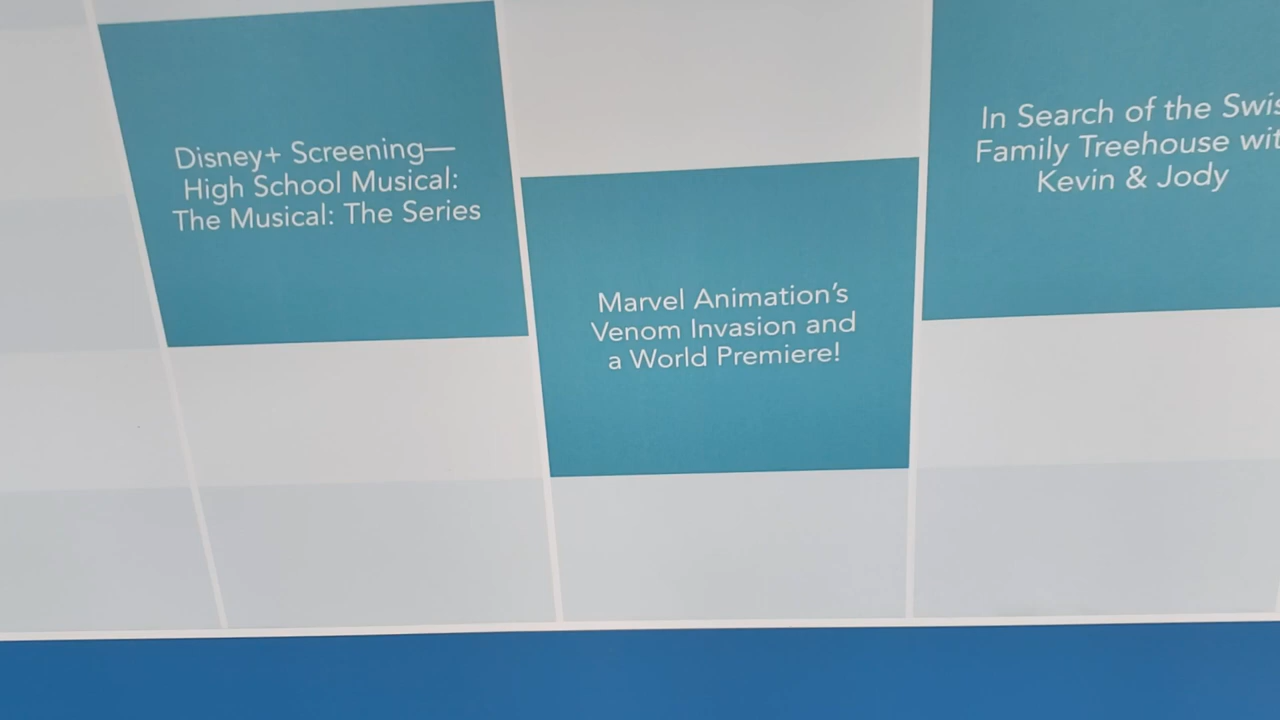 Disney+ Screening—
High School Musical:
The Musical: The Series
Marvel Animation's
Venom Invasion and
a World Premiere!
In Search of the
Family Treehouse
Kevin & Jody